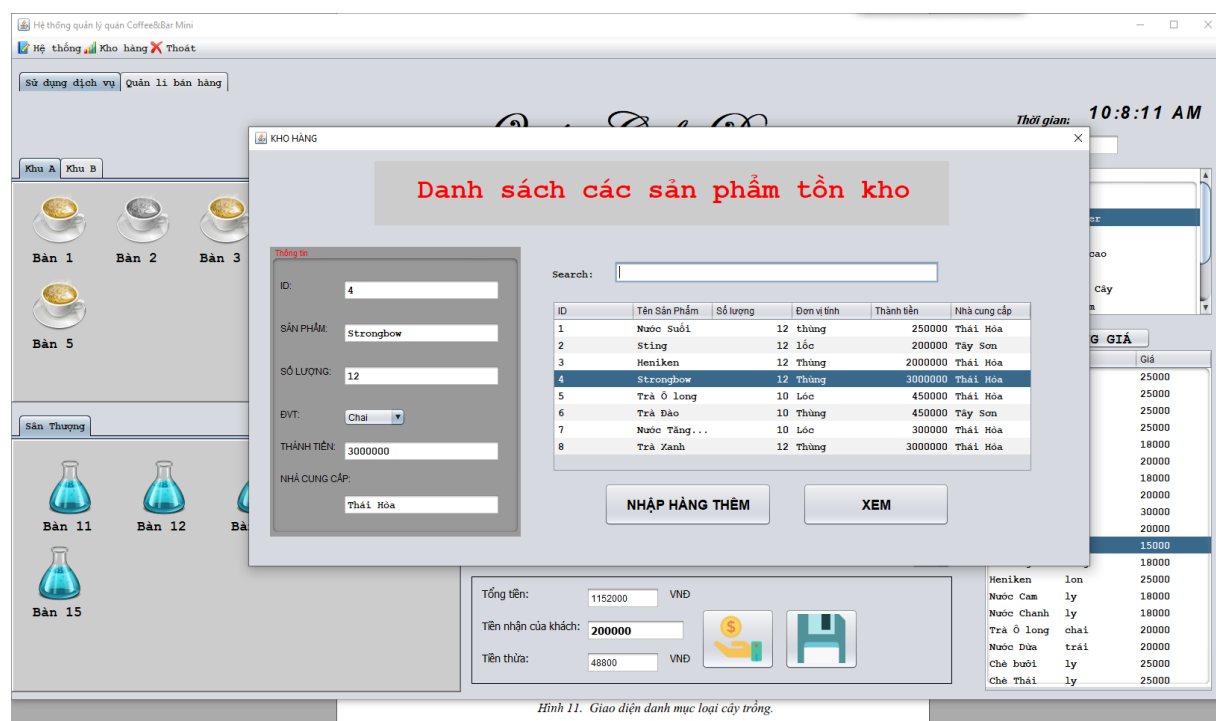 Hệ thống quản lý quán Coffee&Bar Mini
Hệ thống Kho hàng Thoát
Sử dụng dịch vụ Quản lí bán hàng
Thời gian: 10:8:11 AM
KHO HÀNG
Danh sách các sản phẩm tồn kho
Khu A Khu B
Bàn 1 Bàn 2 Bàn 3
Bàn 5
Sân Thượng
Bàn 11 Bàn 12
Bàn 15
Thông tin
ID: 4
SẢN PHẨM: Strongbow
SỐ LƯỢNG: 12
ĐVT: Chai
THÀNH TIỀN: 3000000
NHÀ CUNG CẤP:
Thái Hòa
Search:
ID Tên Sản Phẩm Số lượng Đơn vị tính Thành tiền Nhà cung cấp
1 Nước Suối 12 thùng 250000 Thái Hòa
2 Sting 12 lốc 200000 Tây Sơn
3 Heniken 12 Thùng 2000000 Thái Hòa
4 Strongbow 12 Thùng 3000000 Thái Hòa
5 Trà Ô long 10 Lóc 450000 Thái Hòa
6 Trà Đào 10 Thùng 450000 Tây Sơn
7 Nước Tăng... 10 Lóc 300000 Thái Hòa
8 Trà Xanh 12 Thùng 3000000 Thái Hòa
NHẬP HÀNG THÊM XEM
er
cao
Cây
G GIÁ
Giá
25000
25000
25000
25000
18000
20000
18000
20000
30000
20000
15000
18000
Heniken lon 25000
Nước Cam ly 18000
Nước Chanh ly 18000
Trà Ô long chai 20000
Nước Dừa trái 20000
Chè bưởi ly 25000
Chè Thái ly 25000
Tổng tiền: 1152000 VNĐ
Tiền nhận của khách: 200000
Tiền thừa: 48800 VNĐ
Hình 11. Giao diện danh mục loại cây trồng.